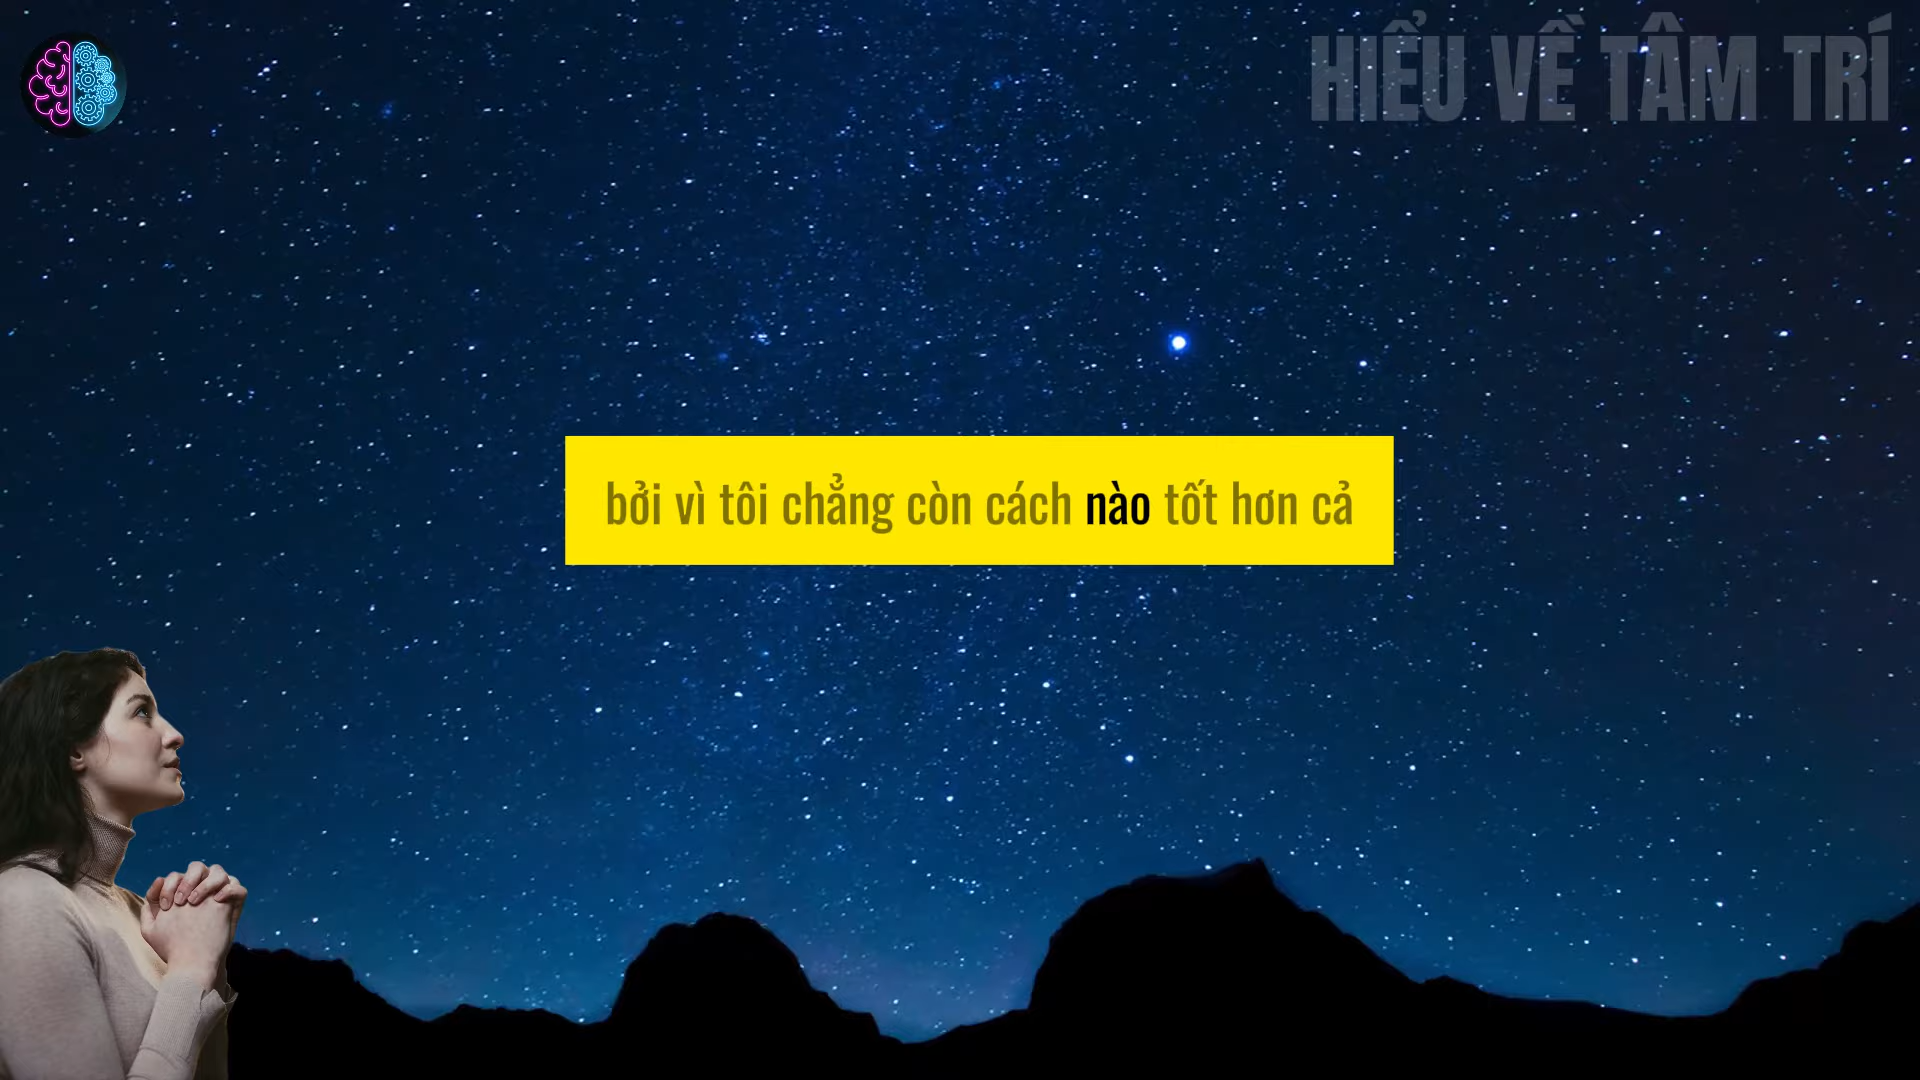 HIỂU VỀ TÂM TRÍ
bởi vì tôi chẳng còn cách nào tốt hơn cả